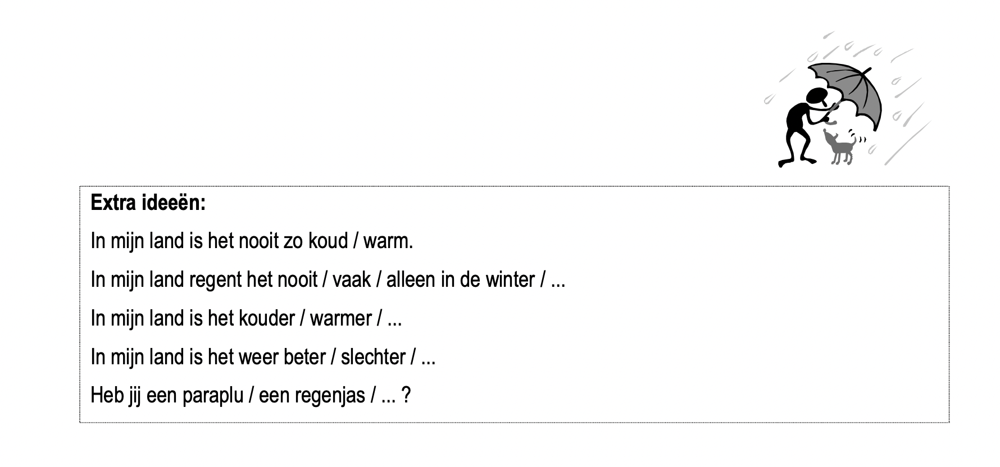 Extra ideeën:
In mijn land is het nooit zo koud / warm.
In mijn land regent het nooit / vaak / alleen in de winter / ...
In mijn land is het kouder / warmer / ...
In mijn land is het weer beter / slechter / ...
Heb jij een paraplu / een regenjas / ... ?